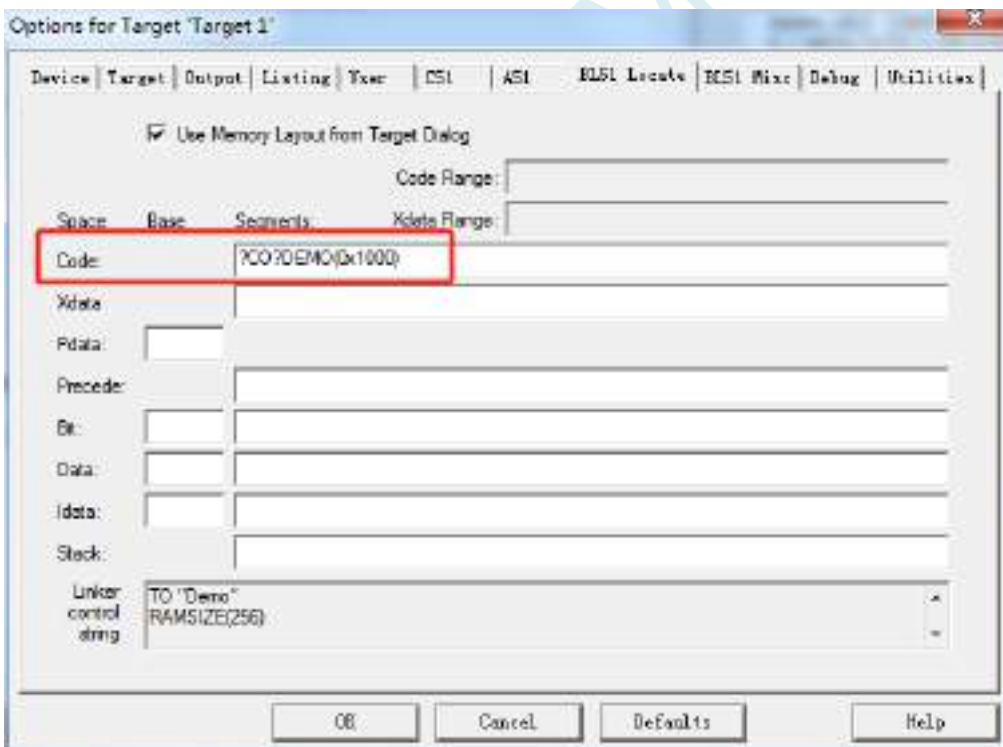 Options for Target 'Target 1'
Device Target Output Listing User C51 A51 BL51 Locate BL51 Misc Debug Utilities
Use Memory Layout from Target Dialog
Code Range:
Space Base Segments: Xdata Range:
Code: ?CO?DEMO(0x1000)
Xdata
Pdata:
Precede:
Bit:
Data:
Idata:
Stack:
Linker control string
TO "Demo"
RAMSIZE(256)
OK Cancel Defaults Help